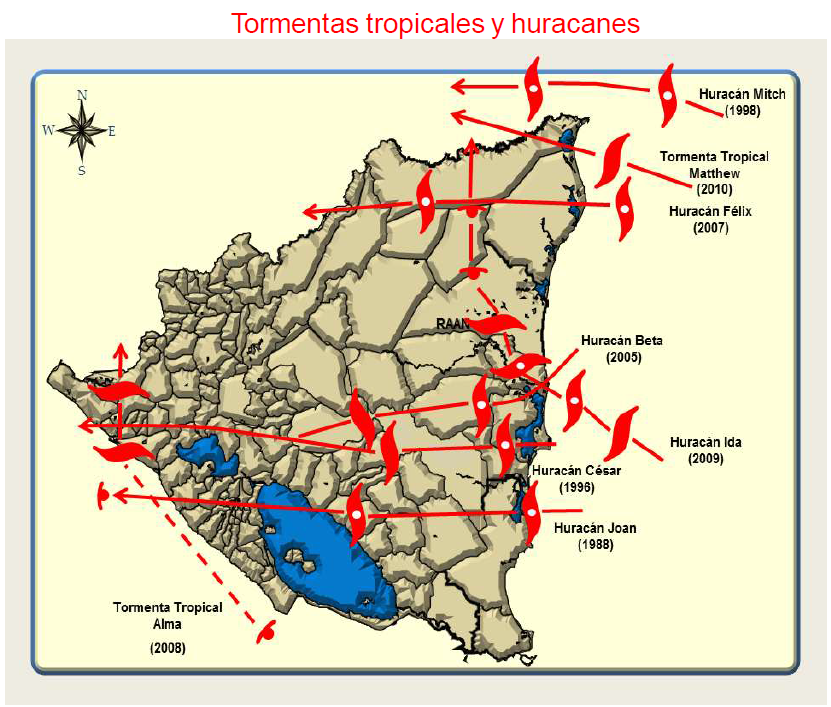 Tormentas tropicales y huracanes
N
W
E
S
Huracán Mitch
(1998)
Tormenta Tropical
Matthew
(2010)
Huracán Félix
(2007)
RAAN
Huracán Beta
(2005)
Huracán Ida
(2009)
Huracán César
(1996)
Huracán Joan
(1988)
Tormenta Tropical
Alma
(2008)